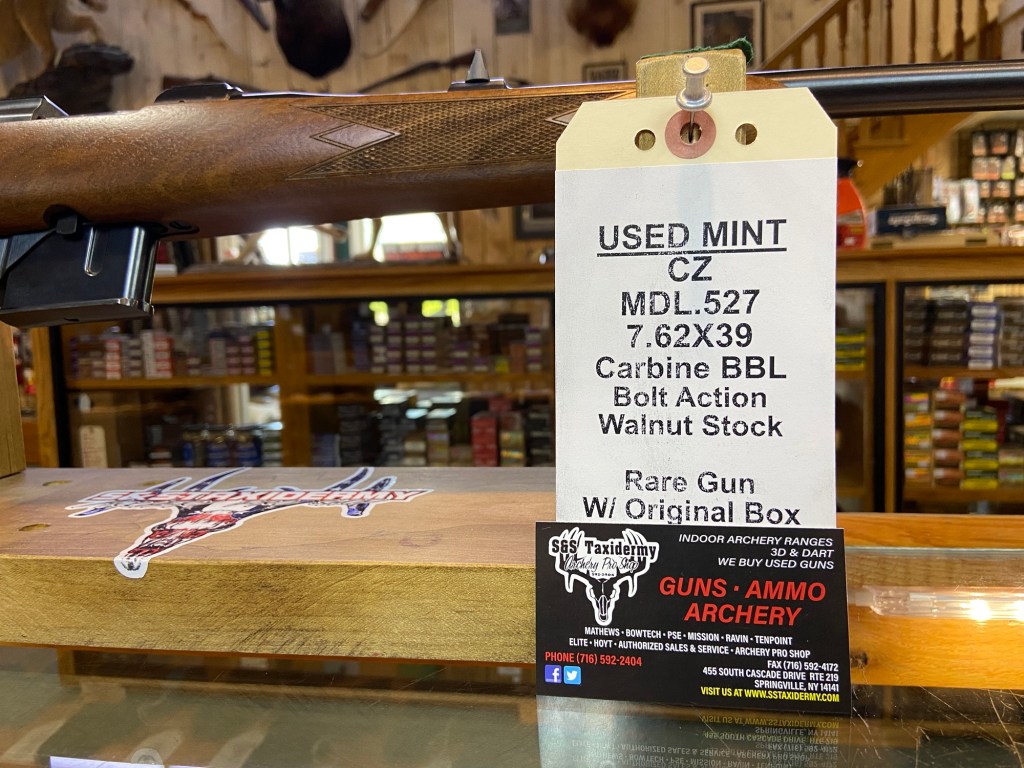 USED MINT
CZ
MDL.527
7.62X39
Carbine BBL
Bolt Action
Walnut Stock
Rare Gun
W/ Original Box
S&S TAXIDERMY
SGS Taxidermy
Archery Pro Shop
INDOOR ARCHERY RANGES
3D & DART
WE BUY USED GUNS
GUNS · AMMO
ARCHERY
MATHEWS · BOWTECH · PSE · MISSION · RAVIN · TENPOINT
ELITE · HOYT · AUTHORIZED SALES & SERVICE · ARCHERY PRO SHOP
PHONE (716) 592-2404
FAX (716) 592-4172
455 SOUTH CASCADE DRIVE RTE 219
SPRINGVILLE, NY 14141
VISIT US AT WWW.SSTAXIDERMY.COM